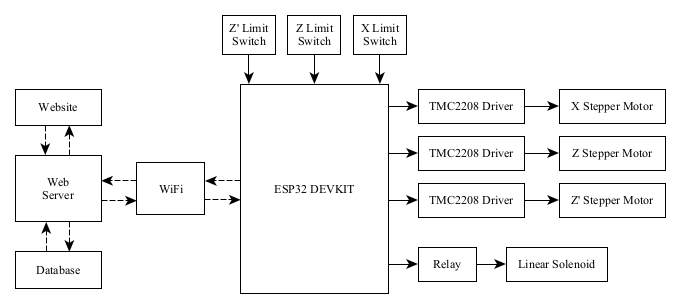 Z' Limit
Switch
Z Limit
Switch
X Limit
Switch
Website
Web
Server
Database
WiFi
ESP32 DEVKIT
TMC2208 Driver
X Stepper Motor
TMC2208 Driver
Z Stepper Motor
TMC2208 Driver
Z' Stepper Motor
Relay
Linear Solenoid